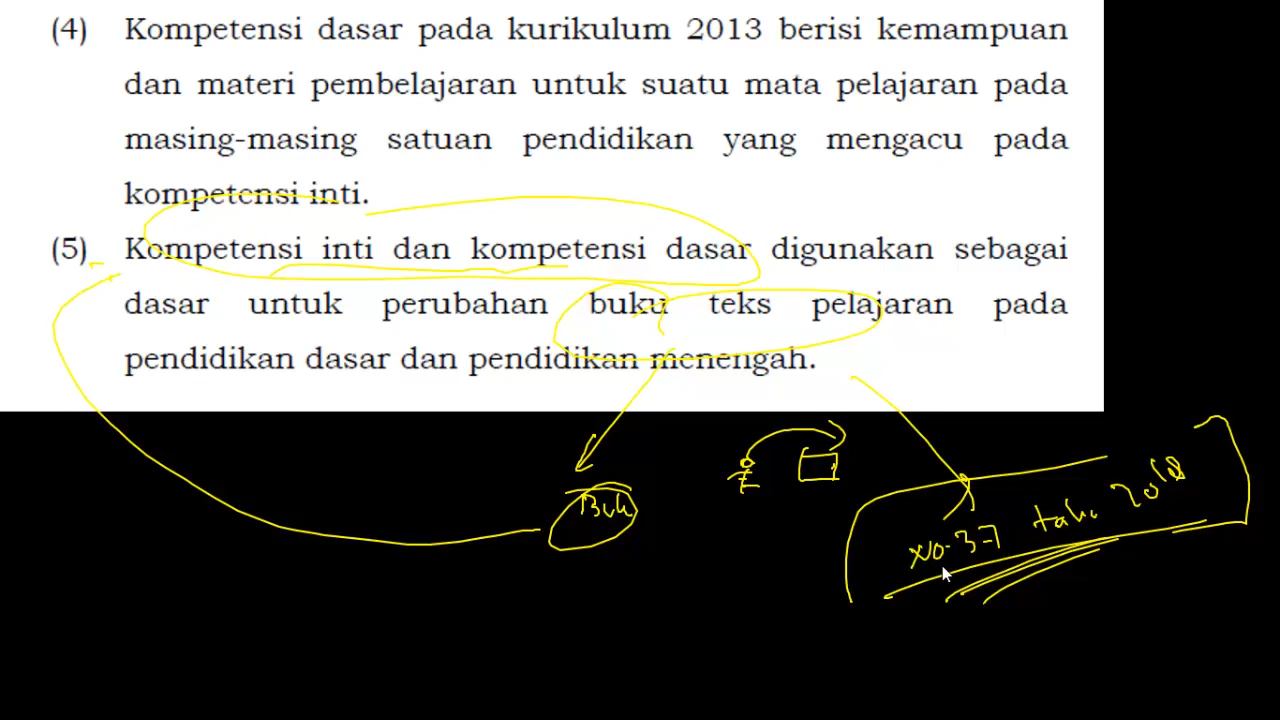 (4) Kompetensi dasar pada kurikulum 2013 berisi kemampuan
dan materi pembelajaran untuk suatu mata pelajaran pada
masing-masing satuan pendidikan yang mengacu pada
kompetensi inti.
(5) Kompetensi inti dan kompetensi dasar digunakan sebagai
dasar untuk perubahan buku teks pelajaran pada
pendidikan dasar dan pendidikan menengah.
No. 37 2018